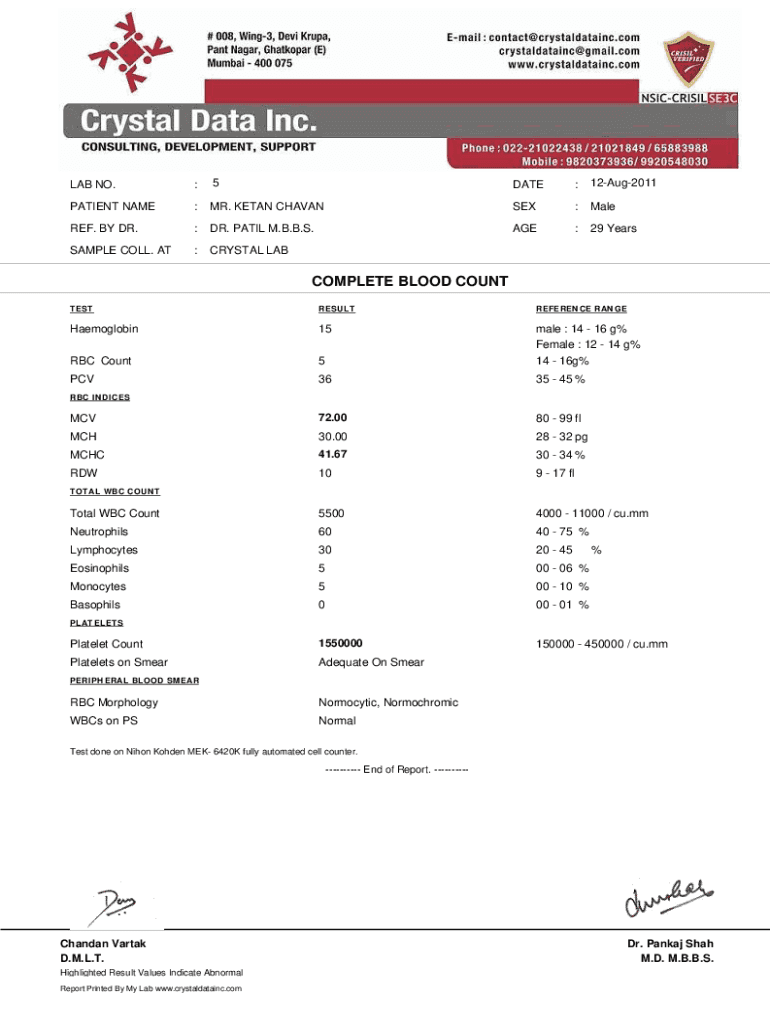 # 008, Wing-3, Devi Krupa,
Pant Nagar, Ghatkopar (E)
Mumbai - 400 075
E-mail : contact@crystaldatainc.com
crystaldatainc@gmail.com
www.crystaldatainc.com
CRISIL
VERIFIED
NSIC-CRISIL SE3C
Crystal Data Inc.
CONSULTING, DEVELOPMENT, SUPPORT
Phone : 022-21022438 / 21021849 / 65883988
Mobile : 9820373936/ 9920548030
LAB NO. : 5 DATE : 12-Aug-2011
PATIENT NAME : MR. KETAN CHAVAN SEX : Male
REF. BY DR. : DR. PATIL M.B.B.S. AGE : 29 Years
SAMPLE COLL. AT : CRYSTAL LAB
COMPLETE BLOOD COUNT
TEST RESULT REFERENCE RANGE
Haemoglobin 15 male : 14 - 16 g%
Female : 12 - 14 g%
RBC Count 5 14 - 16g%
PCV 36 35 - 45 %
RBC INDICES
MCV 72.00 80 - 99 fl
MCH 30.00 28 - 32 pg
MCHC 41.67 30 - 34 %
RDW 10 9 - 17 fl
TOTAL WBC COUNT
Total WBC Count 5500 4000 - 11000 / cu.mm
Neutrophils 60 40 - 75 %
Lymphocytes 30 20 - 45 %
Eosinophils 5 00 - 06 %
Monocytes 5 00 - 10 %
Basophils 0 00 - 01 %
PLATELETS
Platelet Count 1550000 150000 - 450000 / cu.mm
Platelets on Smear Adequate On Smear
PERIPHERAL BLOOD SMEAR
RBC Morphology Normocytic, Normochromic
WBCs on PS Normal
Test done on Nihon Kohden MEK- 6420K fully automated cell counter.
---------- End of Report. ----------
Chandan Vartak Dr. Pankaj Shah
D.M.L.T. M.D. M.B.B.S.
Highlighted Result Values Indicate Abnormal
Report Printed By My Lab www.crystaldatainc.com